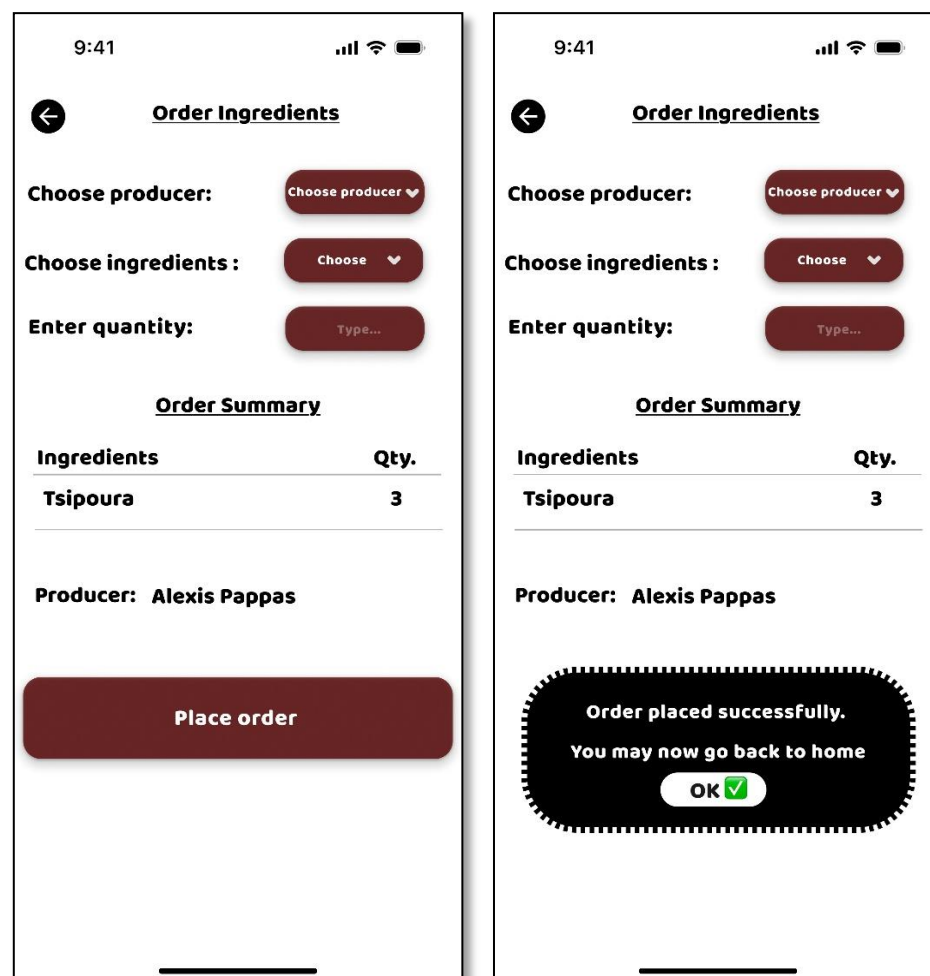 9:41
Order Ingredients
Choose producer: Choose producer
Choose ingredients : Choose
Enter quantity: Type...
Order Summary
Ingredients Qty.
Tsipoura 3
Producer: Alexis Pappas
Place order
9:41
Order Ingredients
Choose producer: Choose producer
Choose ingredients : Choose
Enter quantity: Type...
Order Summary
Ingredients Qty.
Tsipoura 3
Producer: Alexis Pappas
Order placed successfully.
You may now go back to home
OK✅